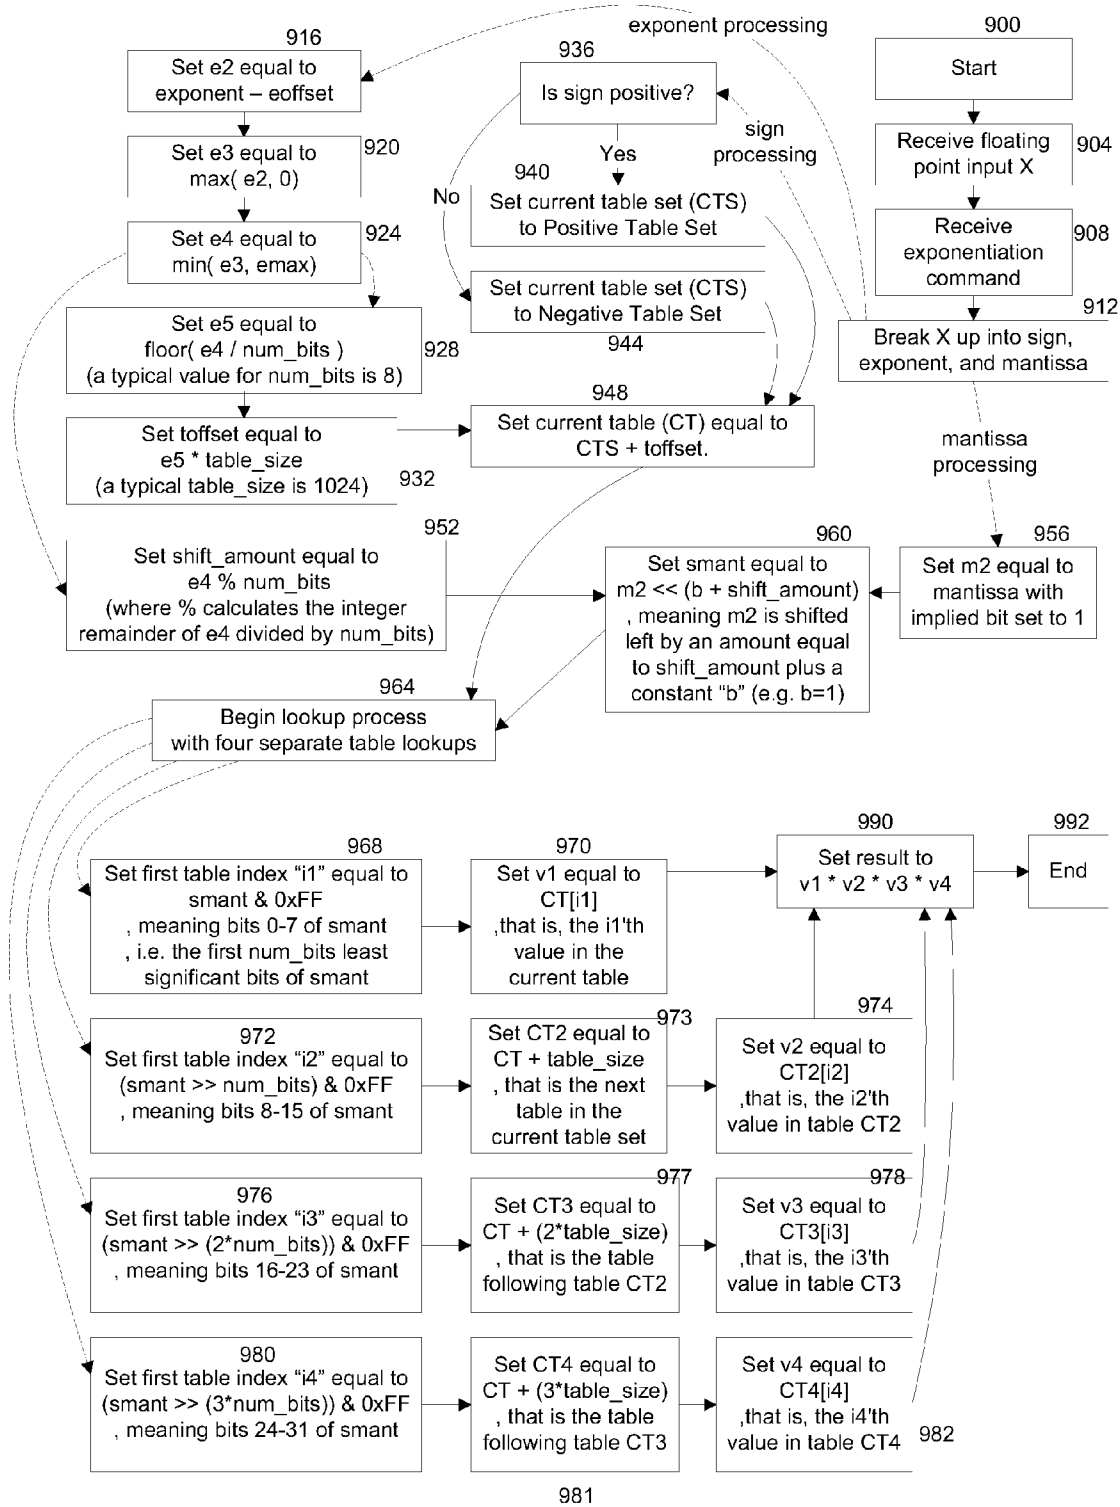 916
Set e2 equal to
exponent – eoffset
920
Set e3 equal to
max( e2, 0)
924
Set e4 equal to
min( e3, emax)
Set e5 equal to
floor( e4 / num_bits )
(a typical value for num_bits is 8)
928
Set toffset equal to
e5 * table_size
(a typical table_size is 1024)
932
exponent processing
936
Is sign positive?
sign
processing
Yes
No
940
Set current table set (CTS)
to Positive Table Set
Set current table set (CTS)
to Negative Table Set
944
948
Set current table (CT) equal to
CTS + toffset.
900
Start
Receive floating
point input X
904
Receive
exponentiation
command
908
912
Break X up into sign,
exponent, and mantissa
mantissa
processing
952
Set shift_amount equal to
e4 % num_bits
(where % calculates the integer
remainder of e4 divided by num_bits)
960
Set smant equal to
m2 << (b + shift_amount)
, meaning m2 is shifted
left by an amount equal
to shift_amount plus a
constant “b” (e.g. b=1)
956
Set m2 equal to
mantissa with
implied bit set to 1
964
Begin lookup process
with four separate table lookups
968
Set first table index “i1” equal to
smant & 0xFF
, meaning bits 0-7 of smant
, i.e. the first num_bits least
significant bits of smant
970
Set v1 equal to
CT[i1]
,that is, the i1'th
value in the
current table
990
Set result to
v1 * v2 * v3 * v4
992
End
972
Set first table index “i2” equal to
(smant >> num_bits) & 0xFF
, meaning bits 8-15 of smant
973
Set CT2 equal to
CT + table_size
, that is the next
table in the
current table set
974
Set v2 equal to
CT2[i2]
,that is, the i2'th
value in table CT2
976
Set first table index “i3” equal to
(smant >> (2*num_bits)) & 0xFF
, meaning bits 16-23 of smant
977
Set CT3 equal to
CT + (2*table_size)
, that is the table
following table CT2
978
Set v3 equal to
CT3[i3]
,that is, the i3'th
value in table CT3
980
Set first table index “i4” equal to
(smant >> (3*num_bits)) & 0xFF
, meaning bits 24-31 of smant
Set CT4 equal to
CT + (3*table_size)
, that is the table
following table CT3
981
Set v4 equal to
CT4[i4]
,that is, the i4'th
value in table CT4
982